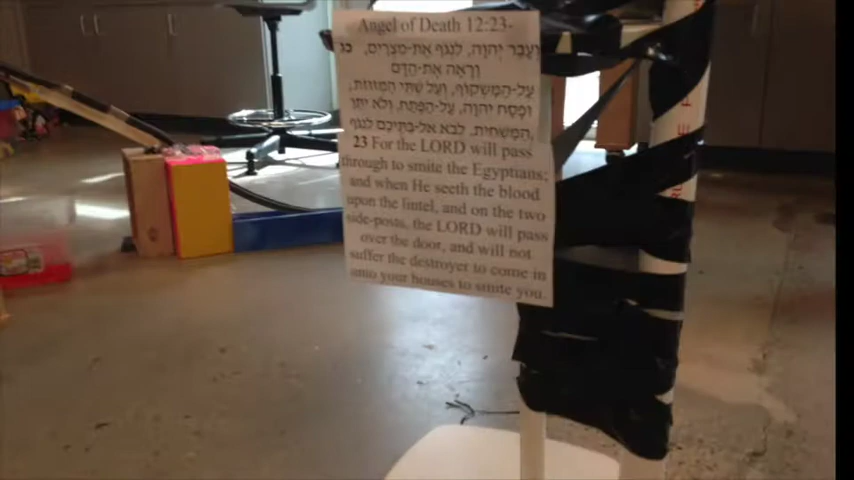 Angel of Death 12:23-
כג וְעָבַר יְהוָה, לִנְגֹּף אֶת-מִצְרַיִם,
וְרָאָה אֶת-הַדָּם
עַל-הַמַּשְׁקוֹף, וְעַל שְׁתֵּי הַמְּזוּזֹת;
וּפָסַח יְהוָה, עַל-הַפֶּתַח, וְלֹא יִתֵּן
הַמַּשְׁחִית, לָבֹא אֶל-בָּתֵּיכֶם לִנְגֹּף.
23 For the LORD will pass
through to smite the Egyptians;
and when He seeth the blood
upon the lintel, and on the two
side-posts, the LORD will pass
over the door, and will not
suffer the destroyer to come in
unto your houses to smite you.